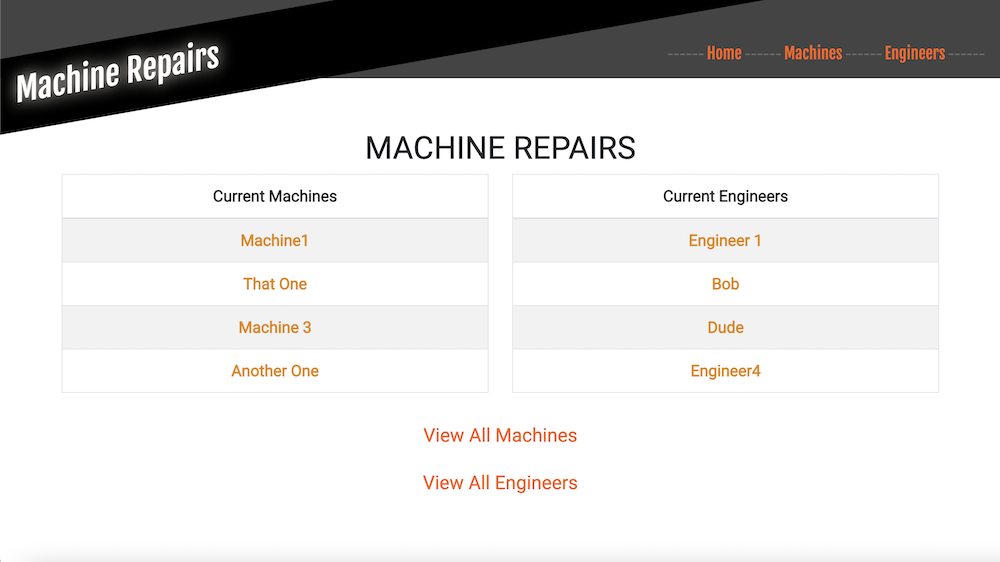 Machine Repairs
------ Home ------ Machines ------ Engineers ------
MACHINE REPAIRS
Current Machines
Machine1
That One
Machine 3
Another One
Current Engineers
Engineer 1
Bob
Dude
Engineer4
View All Machines
View All Engineers